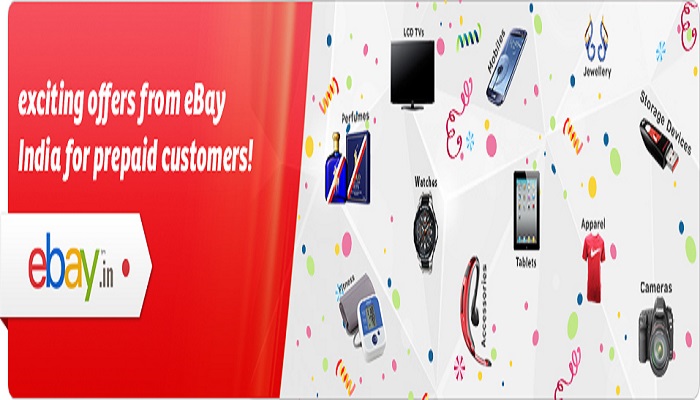 exciting offers from eBay
India for prepaid customers!
ebay.in
LCD TVs
Mobiles
Jewellery
Storage Devices
Perfumes
Watches
Tablets
Apparel
Accessories
Cameras